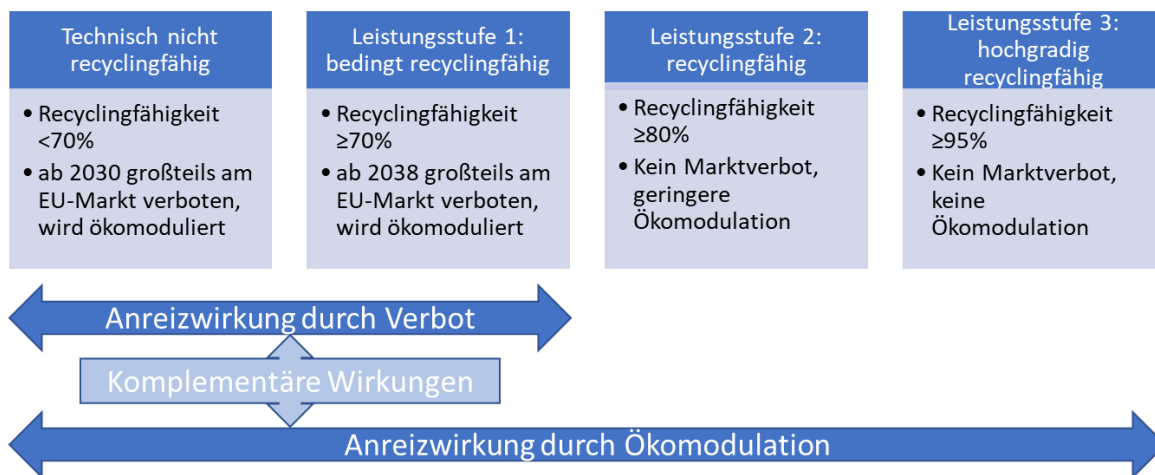 Technisch nicht
recyclingfähig
• Recyclingfähigkeit
<70%
• ab 2030 großteils am
EU-Markt verboten,
wird ökomoduliert
Leistungsstufe 1:
bedingt recyclingfähig
• Recyclingfähigkeit
≥70%
• ab 2038 großteils am
EU-Markt verboten,
wird ökomoduliert
Leistungsstufe 2:
recyclingfähig
• Recyclingfähigkeit
≥80%
• Kein Marktverbot,
geringere
Ökomodulation
Leistungsstufe 3:
hochgradig
recyclingfähig
• Recyclingfähigkeit
≥95%
• Kein Marktverbot,
keine
Ökomodulation
Anreizwirkung durch Verbot
Komplementäre Wirkungen
Anreizwirkung durch Ökomodulation